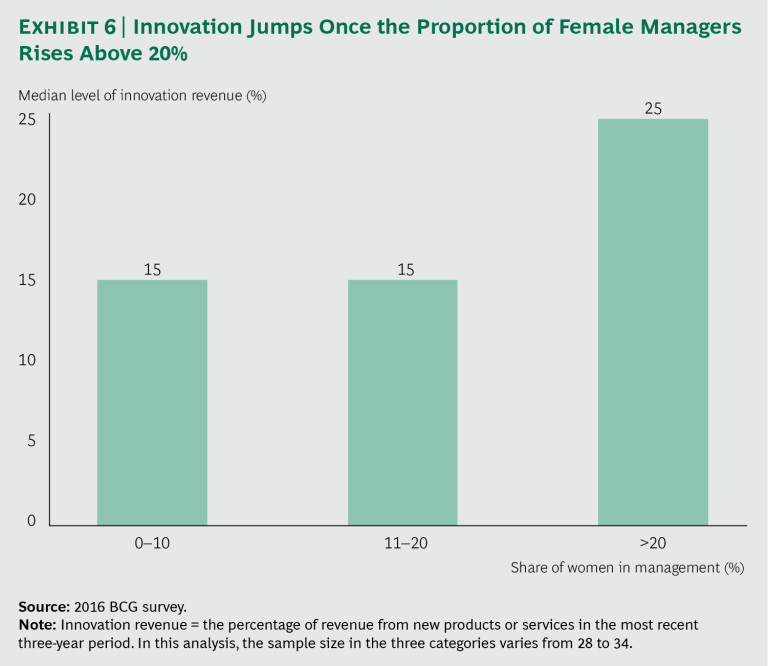 EXHIBIT 6 | Innovation Jumps Once the Proportion of Female Managers
Rises Above 20%
Median level of innovation revenue (%)
25
20
15
10
5
0
15
15
25
0–10
11–20
>20
Share of women in management (%)
Source: 2016 BCG survey.
Note: Innovation revenue = the percentage of revenue from new products or services in the most recent
three-year period. In this analysis, the sample size in the three categories varies from 28 to 34.